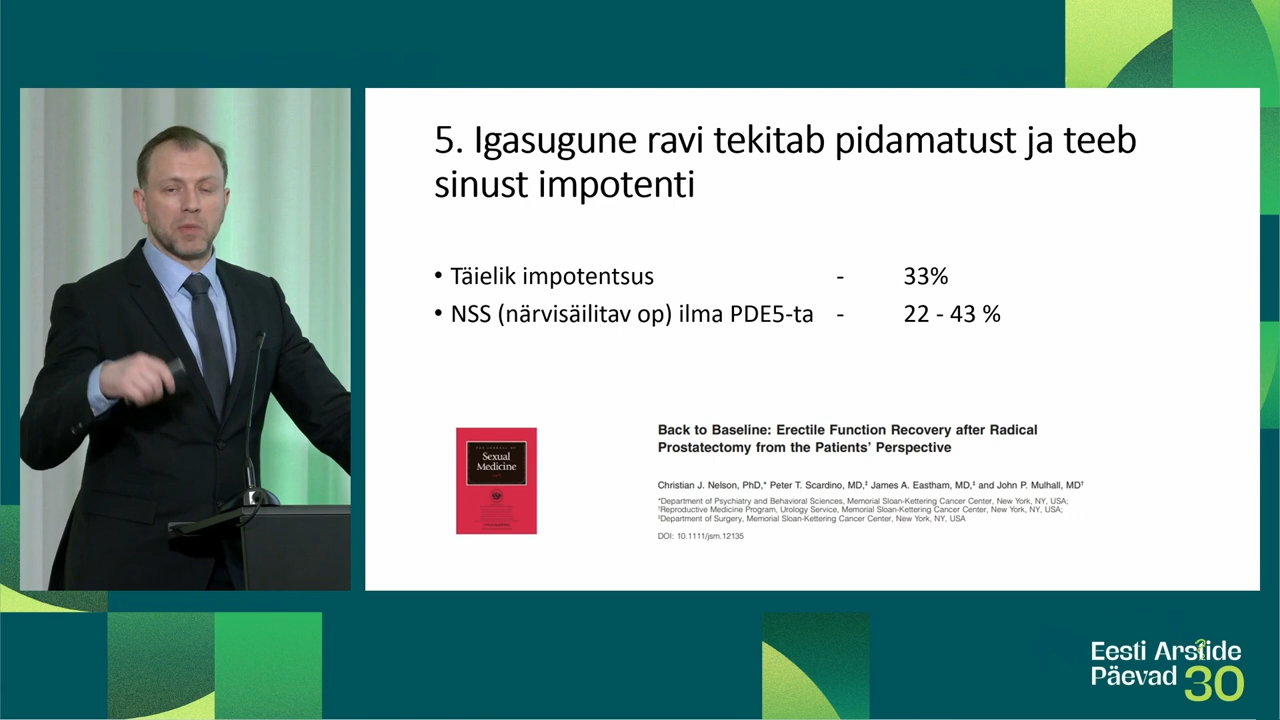 5. Igasugune ravi tekitab pidamatust ja teeb
sinust impotenti
• Täielik impotentsus - 33%
• NSS (närvisäilitav op) ilma PDE5-ta - 22 - 43 %
THE JOURNAL OF
Sexual
Medicine
Back to Baseline: Erectile Function Recovery after Radical
Prostatectomy from the Patients' Perspective
Christian J. Nelson, PhD,* Peter T. Scardino, MD,‡ James A. Eastham, MD,‡ and John P. Mulhall, MD†
*Department of Psychiatry and Behavioral Sciences, Memorial Sloan-Kettering Cancer Center, New York, NY, USA;
†Reproductive Medicine Program, Urology Service, Memorial Sloan-Kettering Cancer Center, New York, NY, USA;
‡Department of Surgery, Memorial Sloan-Kettering Cancer Center, New York, NY, USA
DOI: 10.1111/jsm.12135
Eesti Arstide
Päevad 30